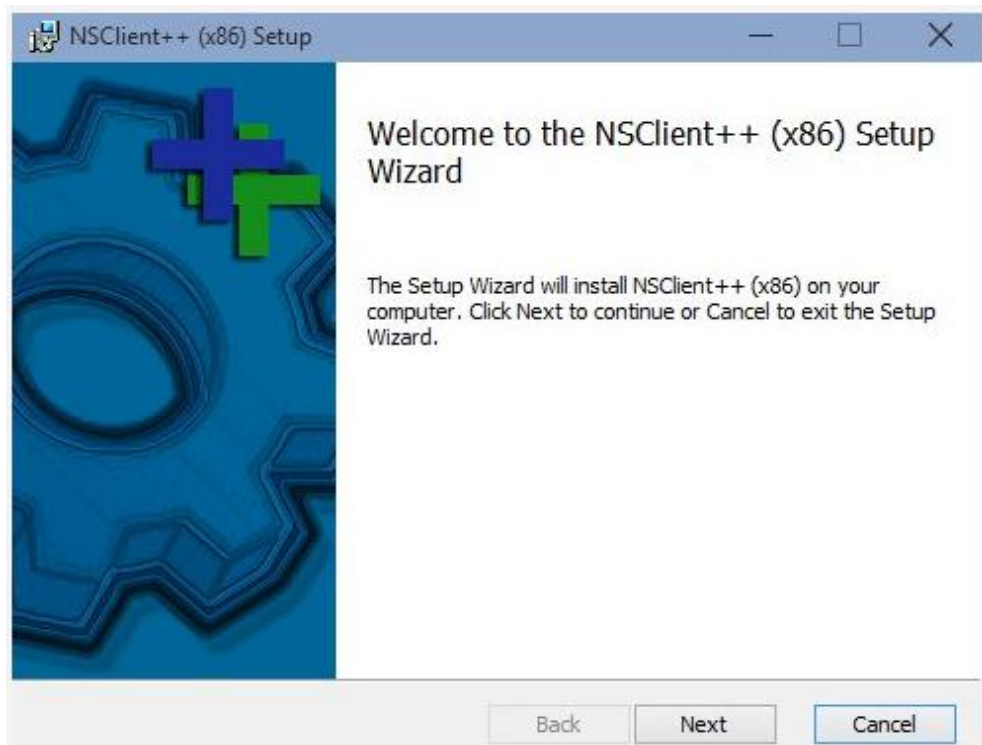 NSClient++ (x86) Setup
Welcome to the NSClient++ (x86) Setup
Wizard
The Setup Wizard will install NSClient++ (x86) on your
computer. Click Next to continue or Cancel to exit the Setup
Wizard.
Back Next Cancel